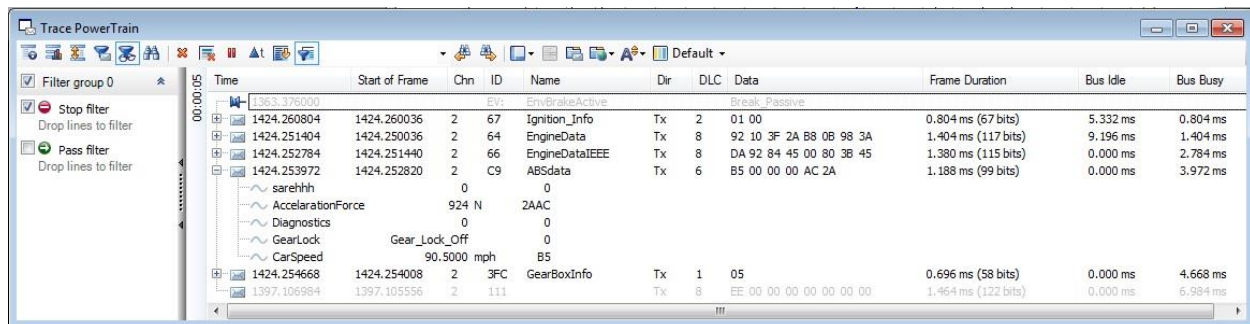 Trace PowerTrain
Δt Default
Filter group 0
Stop filter
Drop lines to filter
Pass filter
Drop lines to filter
00:00:05
Time Start of Frame Chn ID Name Dir DLC Data Frame Duration Bus Idle Bus Busy
1363.376000 EV: EnvBrakeActive Break_Passive
1424.260804 1424.260036 2 67 Ignition_Info Tx 2 01 00 0.804 ms (67 bits) 5.332 ms 0.804 ms
1424.251404 1424.250036 2 64 EngineData Tx 8 92 10 3F 2A B8 0B 98 3A 1.404 ms (117 bits) 9.196 ms 1.404 ms
1424.252784 1424.251440 2 66 EngineDataIEEE Tx 8 DA 92 84 45 00 80 3B 45 1.380 ms (115 bits) 0.000 ms 2.784 ms
1424.253972 1424.252820 2 C9 ABSdata Tx 6 B5 00 00 00 AC 2A 1.188 ms (99 bits) 0.000 ms 3.972 ms
sarehhh 0 0
AccelarationForce 924 N 2AAC
Diagnostics 0 0
GearLock Gear_Lock_Off 0
CarSpeed 90.5000 mph B5
1424.254668 1424.254008 2 3FC GearBoxInfo Tx 1 05 0.696 ms (58 bits) 0.000 ms 4.668 ms
1397.106984 1397.105556 2 111 Tx 8 EE 00 00 00 00 00 00 00 1.464 ms (122 bits) 0.000 ms 6.984 ms